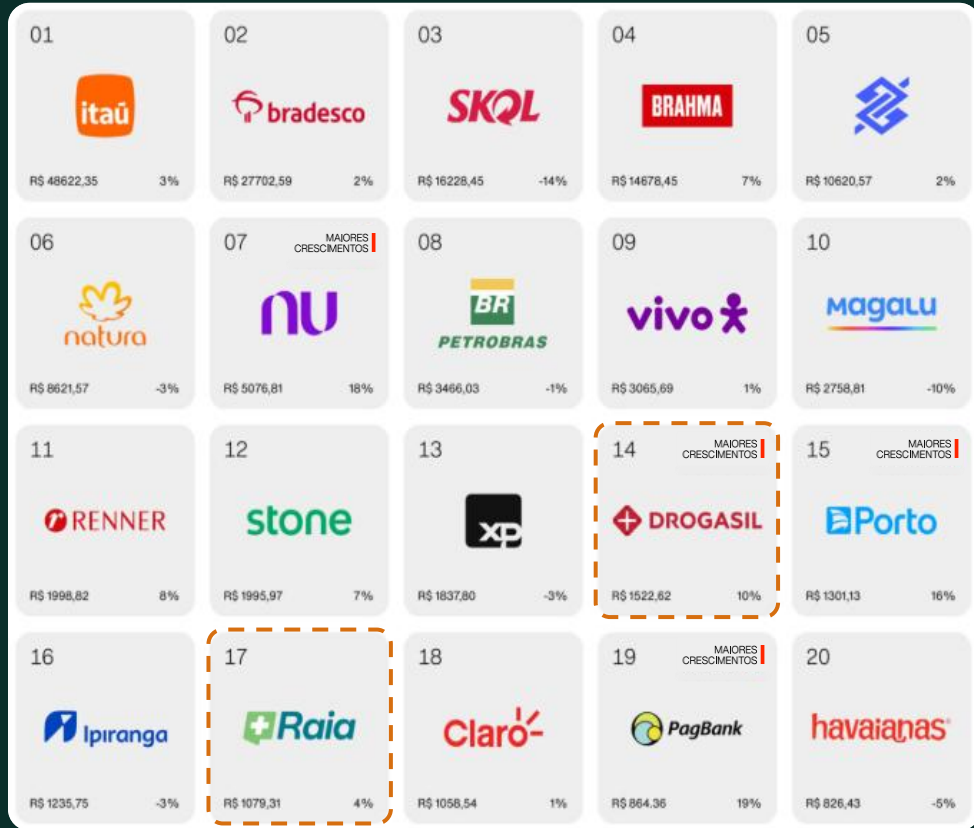 01
itaú
R$ 48622,35 3%
02
bradesco
R$ 27702,59 2%
03
SKOL
R$ 16228,45 -14%
04
BRAHMA
R$ 14678,45 7%
05
R$ 10620,57 2%
06
natura
R$ 8621,57 -3%
07
MAIORES
CRESCIMENTOS
nu
R$ 5076,81 18%
08
BR
PETROBRAS
R$ 3466,03 -1%
09
vivo
R$ 3065,69 1%
10
Magalu
R$ 2758,81 -10%
11
r RENNER
R$ 1998,82 8%
12
stone
R$ 1995,97 7%
13
xp
R$ 1837,80 -3%
14
MAIORES
CRESCIMENTOS
DROGASIL
R$ 1522,62 10%
15
MAIORES
CRESCIMENTOS
Porto
R$ 1301,13 16%
16
Ipiranga
R$ 1235,75 -3%
17
Raia
R$ 1079,31 4%
18
Claro
R$ 1058,54 1%
19
MAIORES
CRESCIMENTOS
PagBank
R$ 864.36 19%
20
havaianas
R$ 826,43 -5%